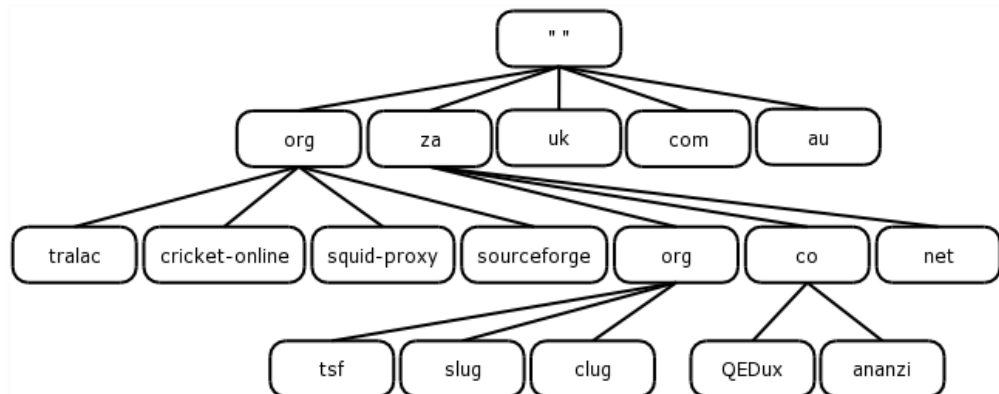 " "
org za uk com au
tralac cricket-online squid-proxy sourceforge org co net
tsf slug clug QEDux ananzi